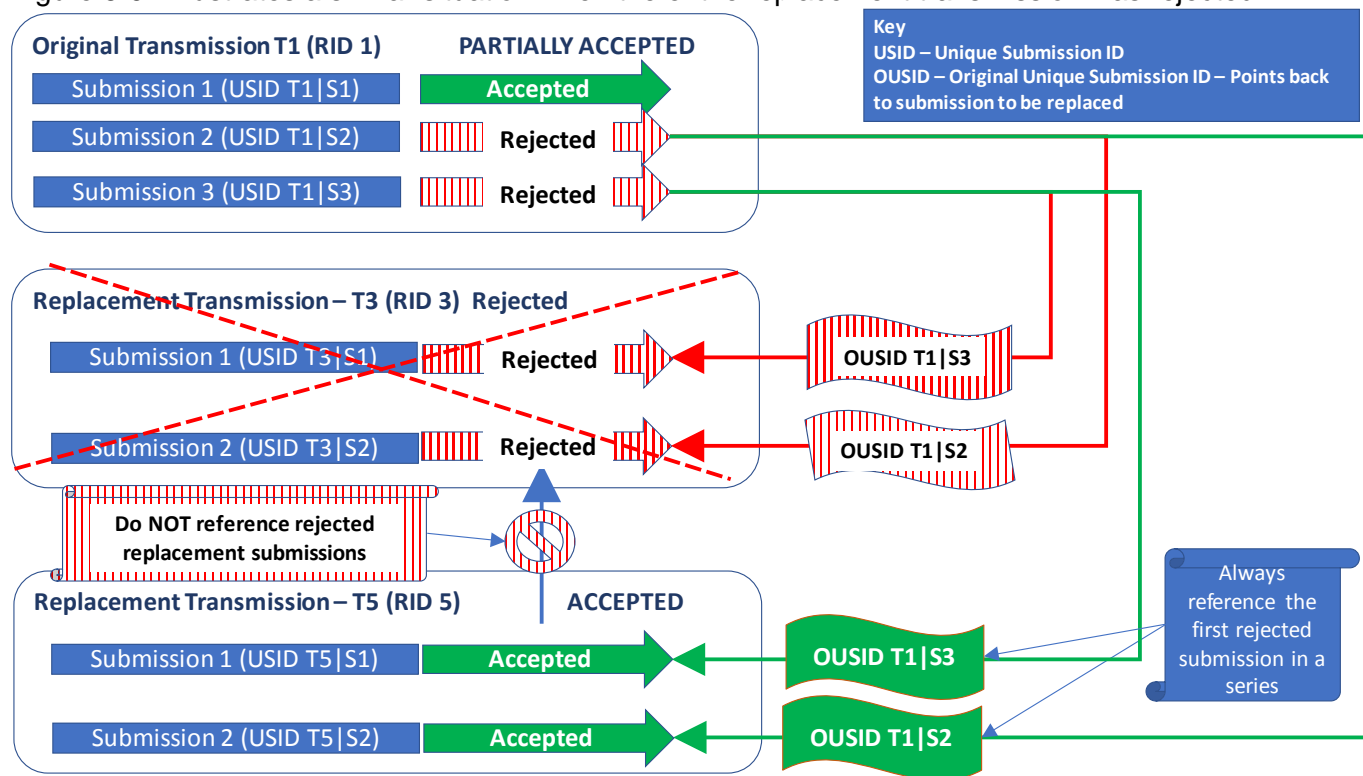 Original Transmission T1 (RID 1) PARTIALLY ACCEPTED
Submission 1 (USID T1|S1) Accepted
Submission 2 (USID T1|S2) Rejected
Submission 3 (USID T1|S3) Rejected
Key
USID – Unique Submission ID
OUSID – Original Unique Submission ID – Points back
to submission to be replaced
Replacement Transmission – T3 (RID 3) Rejected
Submission 1 (USID T3|S1) Rejected OUSID T1|S3
Submission 2 (USID T3|S2) Rejected OUSID T1|S2
Do NOT reference rejected
replacement submissions
Replacement Transmission – T5 (RID 5) ACCEPTED
Submission 1 (USID T5|S1) Accepted OUSID T1|S3
Submission 2 (USID T5|S2) Accepted OUSID T1|S2
Always
reference the
first rejected
submission in a
series